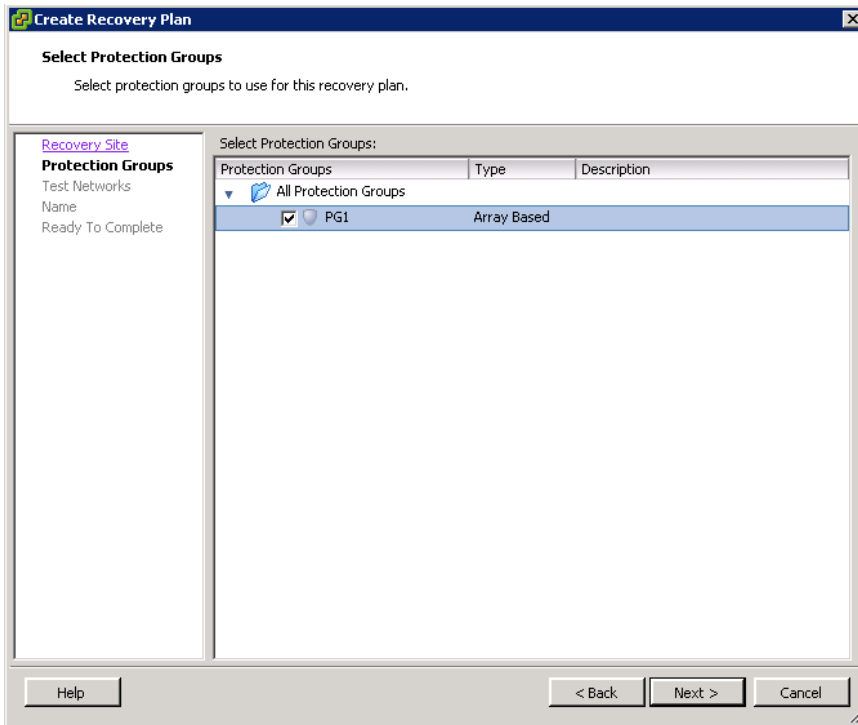 Create Recovery Plan
Select Protection Groups
Select protection groups to use for this recovery plan.
Recovery Site
Protection Groups
Test Networks
Name
Ready To Complete
Select Protection Groups:
Protection Groups Type Description
All Protection Groups
PG1 Array Based
Help < Back Next > Cancel